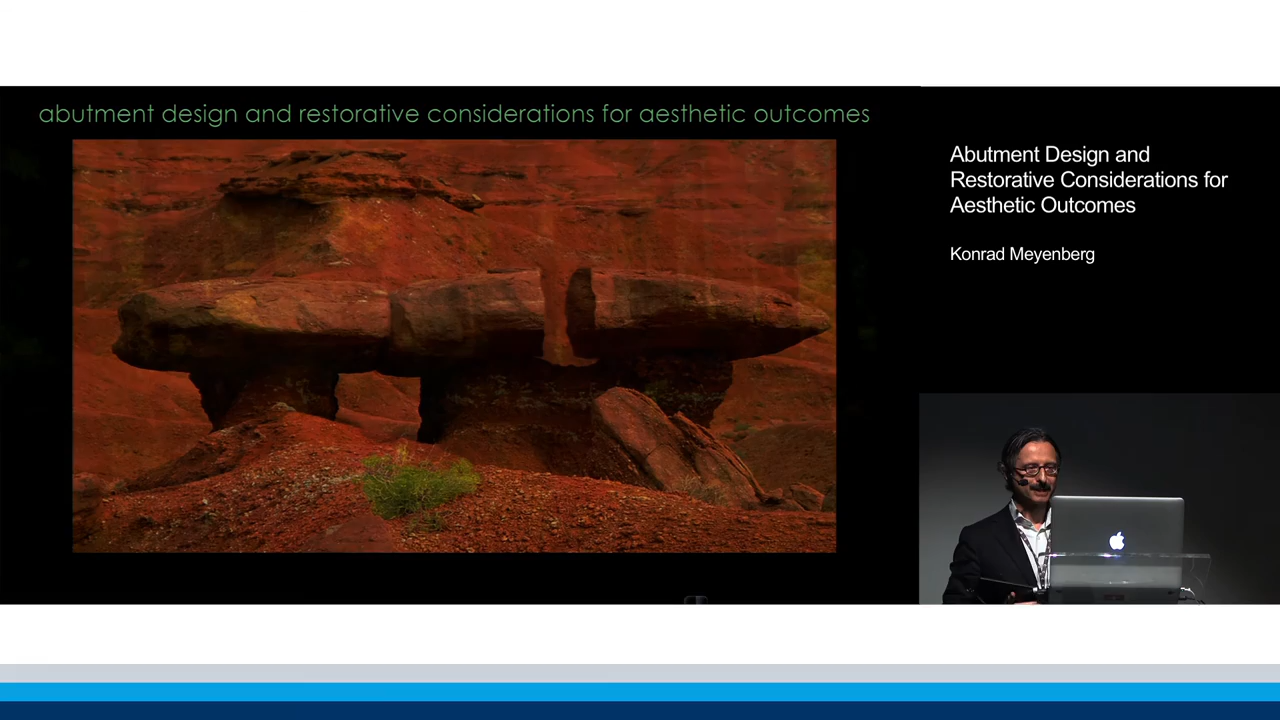 abutment design and restorative considerations for aesthetic outcomes
Abutment Design and
Restorative Considerations for
Aesthetic Outcomes
Konrad Meyenberg